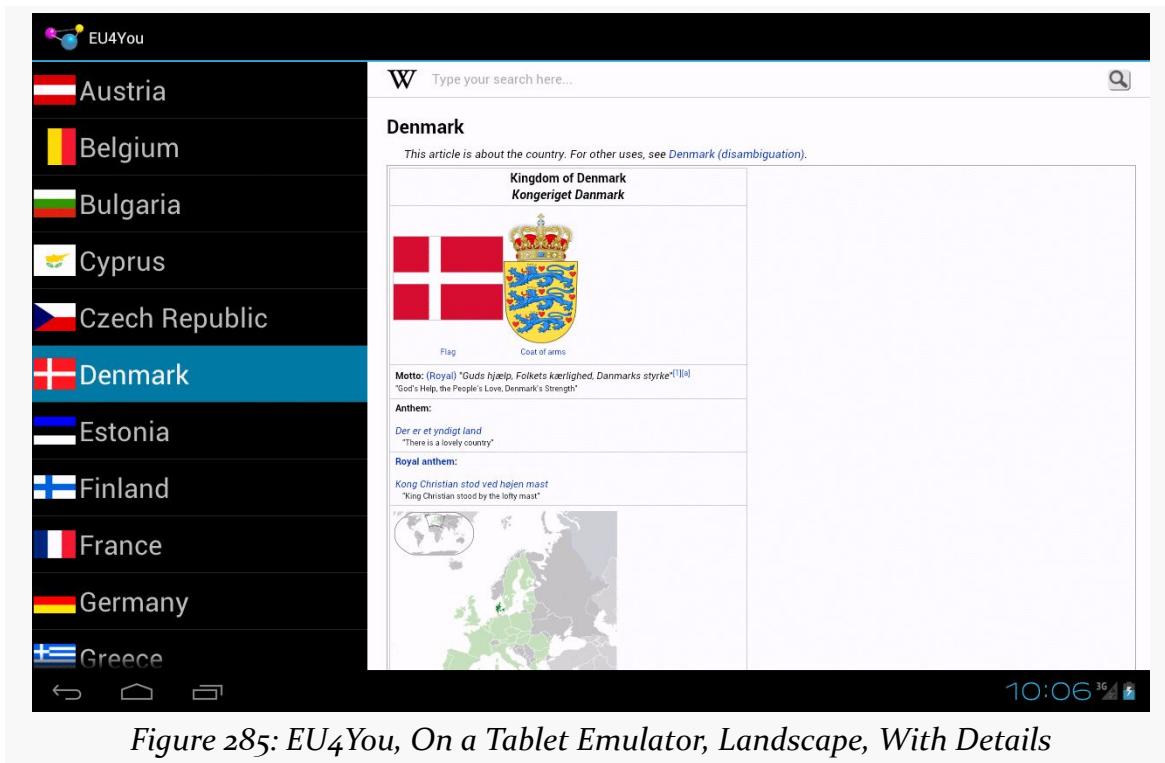 EU4You
Austria
Belgium
Bulgaria
Cyprus
Czech Republic
Denmark
Estonia
Finland
France
Germany
Greece
W Type your search here...
Denmark
This article is about the country. For other uses, see Denmark (disambiguation).
Kingdom of Denmark
Kongeriget Danmark
Flag Coat of arms
Motto: (Royal) "Guds hjælp, Folkets kærlighed, Danmarks styrke"[1][a]
"God's Help, the People's Love, Denmark's Strength"
Anthem:
Der er et yndigt land
"There is a lovely country"
Royal anthem:
Kong Christian stod ved højen mast
"King Christian stood by the lofty mast"
10:06 3G
Figure 285: EU4You, On a Tablet Emulator, Landscape, With Details